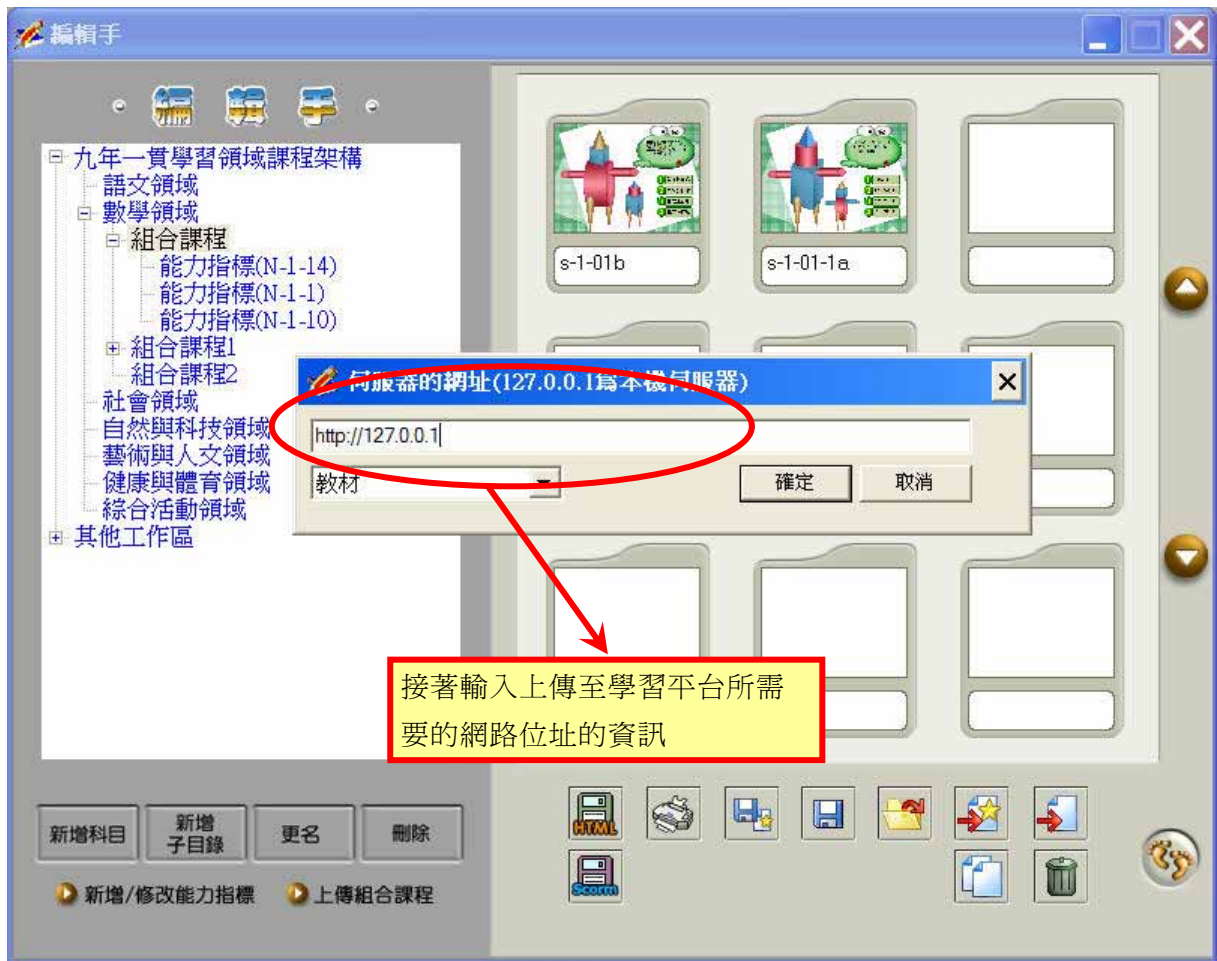 編輯手
編輯手
九年一貫學習領域課程架構
語文領域
數學領域
組合課程
能力指標(N-1-14)
能力指標(N-1-1)
能力指標(N-1-10)
組合課程1
組合課程2
社會領域
自然與科技領域
藝術與人文領域
健康與體育領域
綜合活動領域
其他工作區
s-1-01b
s-1-01-1a
伺服器的網址(127.0.0.1為本機伺服器)
http://127.0.0.1
教材
確定
取消
接著輸入上傳至學習平台所需
要的網路位址的資訊
新增科目
新增
子目錄
更名
刪除
新增/修改能力指標
上傳組合課程
HTML
Scorm